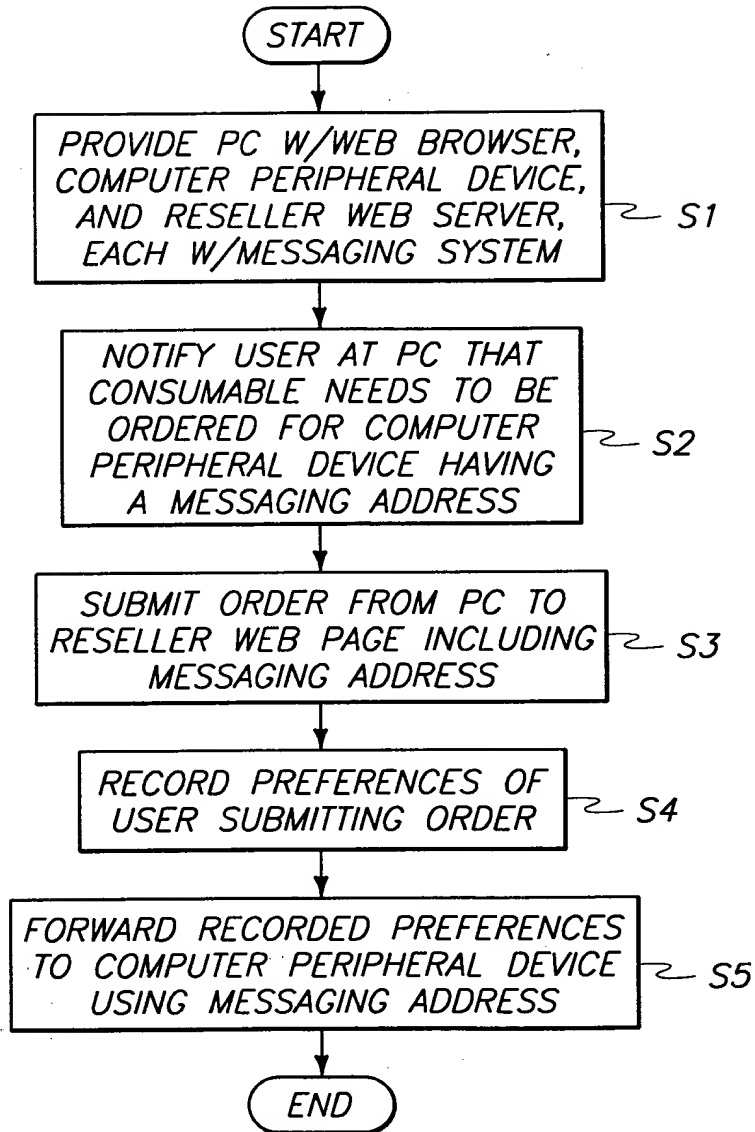 START
PROVIDE PC W/WEB BROWSER,
COMPUTER PERIPHERAL DEVICE,
AND RESELLER WEB SERVER,
EACH W/MESSAGING SYSTEM
S1
NOTIFY USER AT PC THAT
CONSUMABLE NEEDS TO BE
ORDERED FOR COMPUTER
PERIPHERAL DEVICE HAVING
A MESSAGING ADDRESS
S2
SUBMIT ORDER FROM PC TO
RESELLER WEB PAGE INCLUDING
MESSAGING ADDRESS
S3
RECORD PREFERENCES OF
USER SUBMITTING ORDER
S4
FORWARD RECORDED PREFERENCES
TO COMPUTER PERIPHERAL DEVICE
USING MESSAGING ADDRESS
S5
END